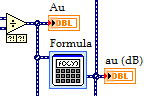 Au
DBL
Formula
F(X,Y)
au (dB)
DBL